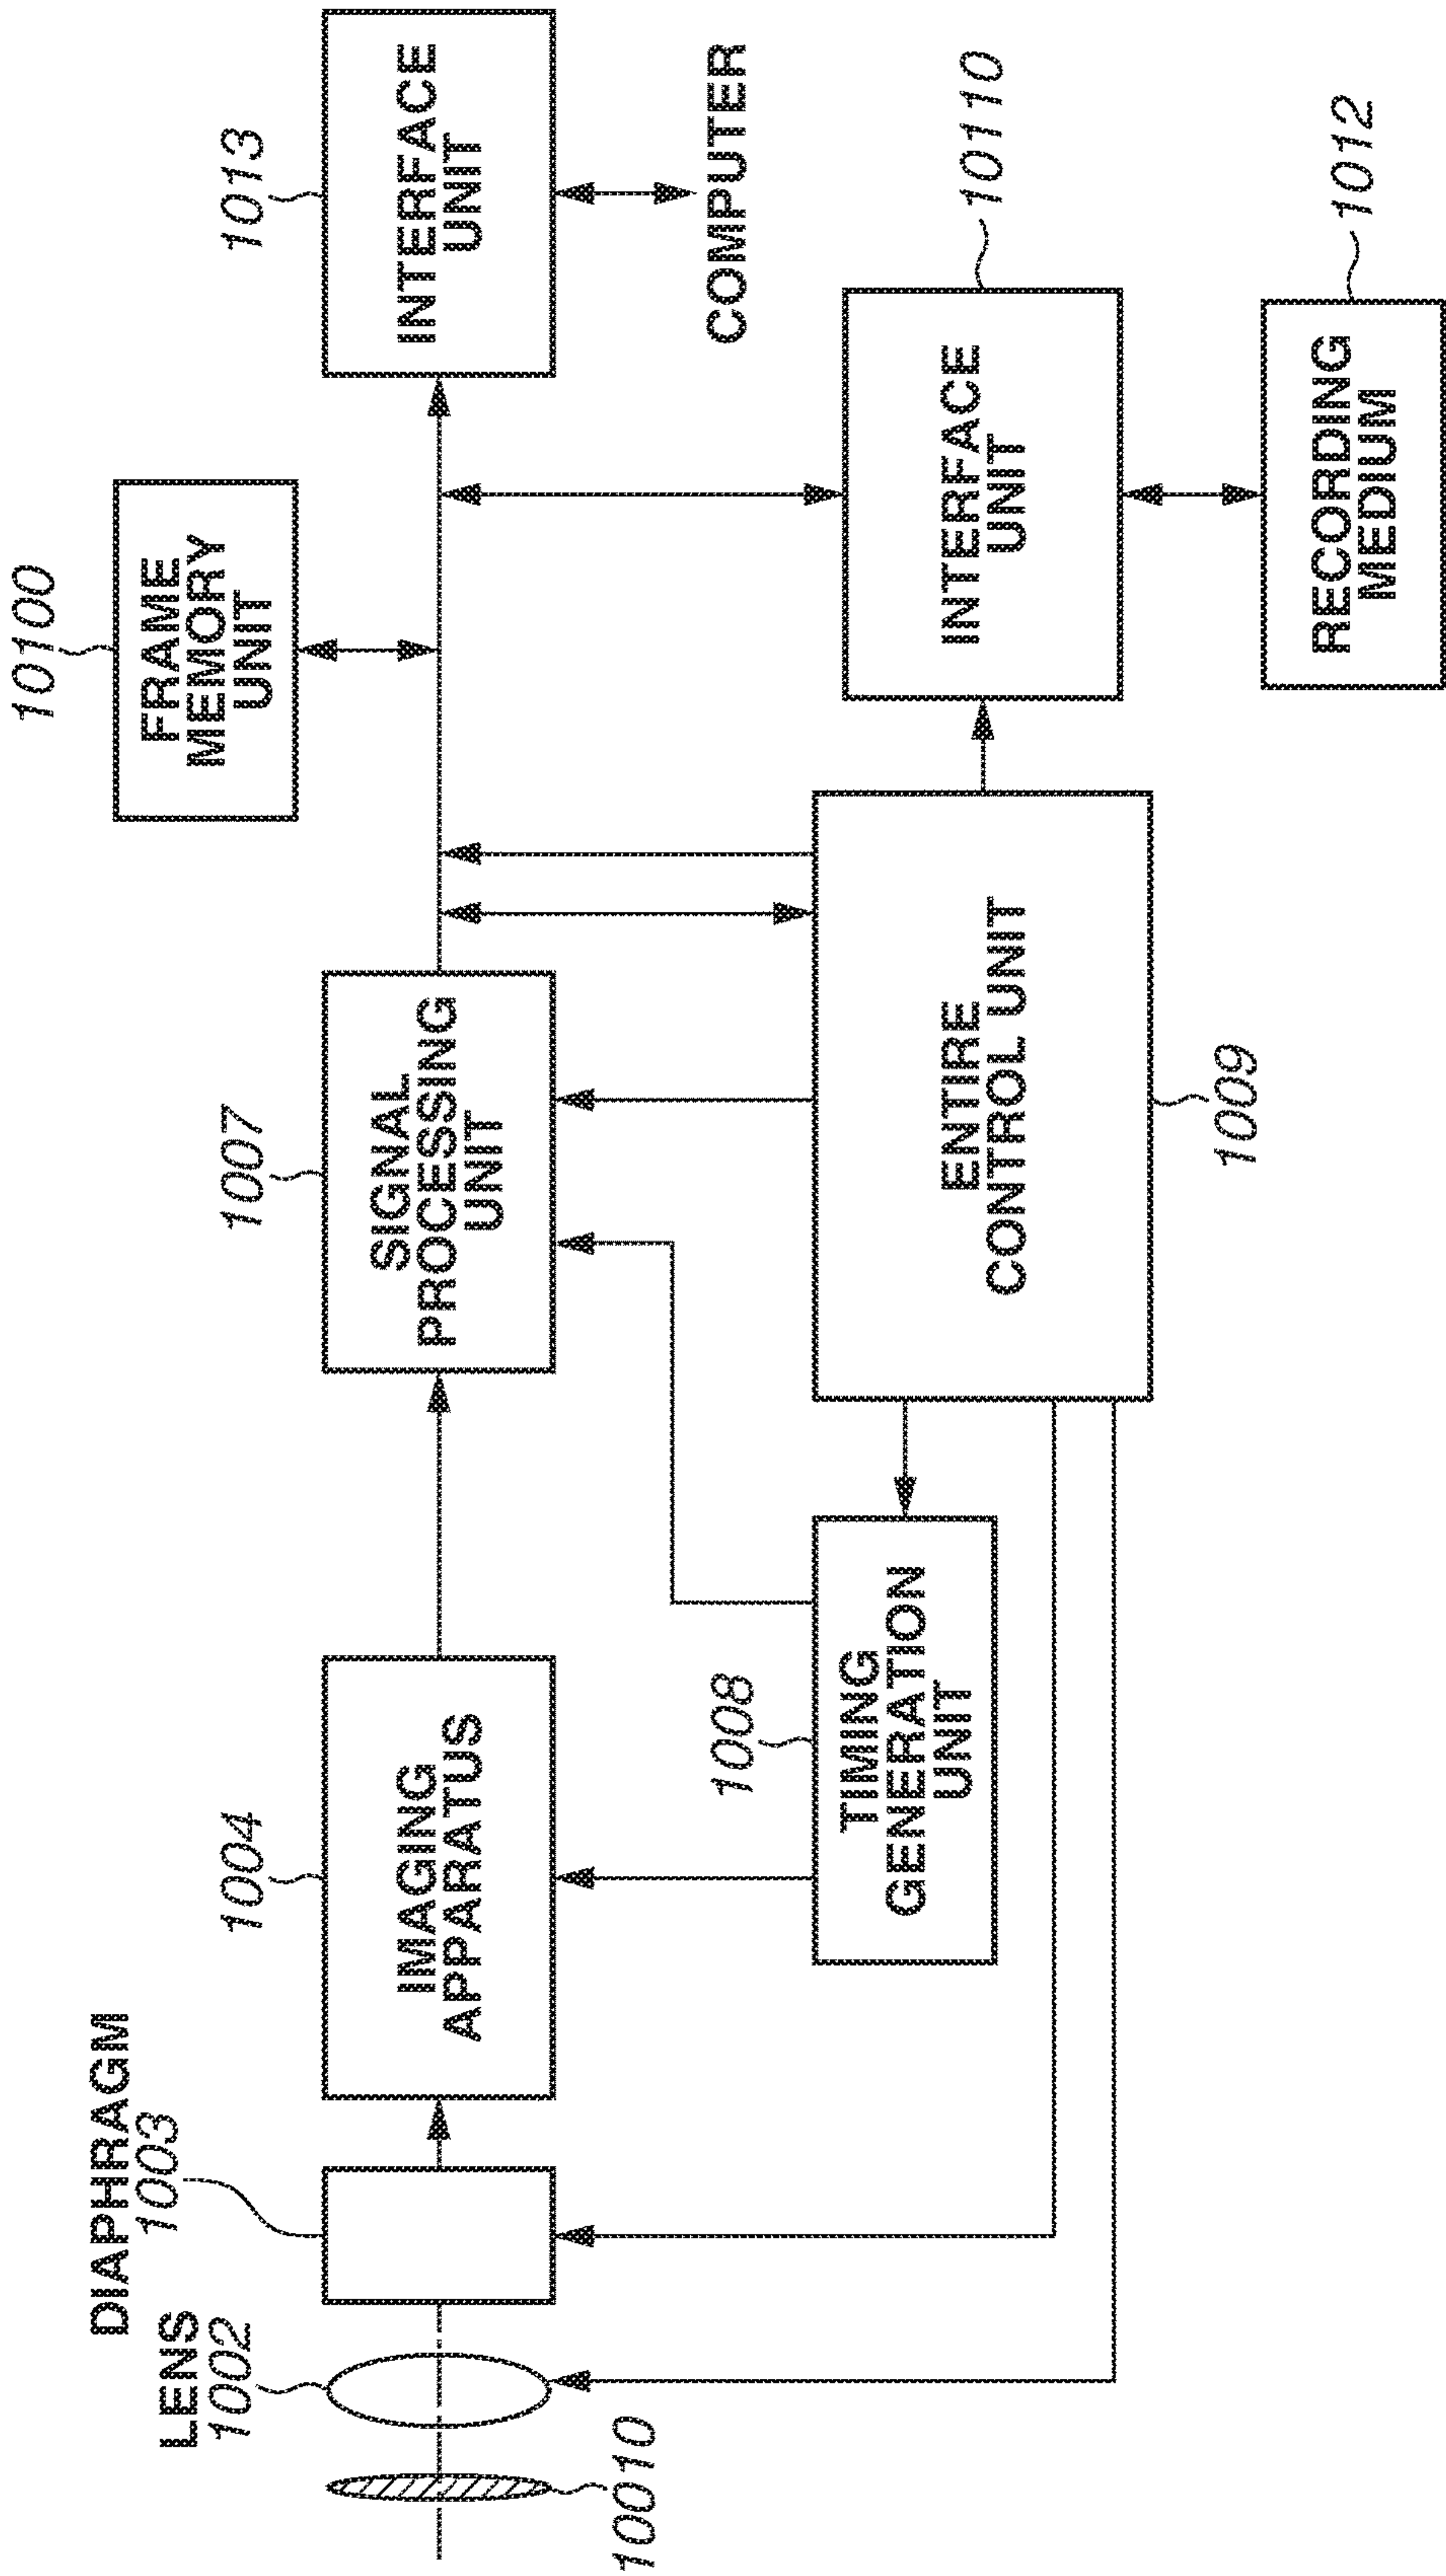 10010
LENS
1002
DIAPHRAGM
1003
1004
IMAGING
APPARATUS
1007
SIGNAL
PROCESSING
UNIT
10100
FRAME
MEMORY
UNIT
1013
INTERFACE
UNIT
COMPUTER
1008
TIMING
GENERATION
UNIT
ENTIRE
CONTROL UNIT
1009
INTERFACE
UNIT
10110
RECORDING
MEDIUM
1012